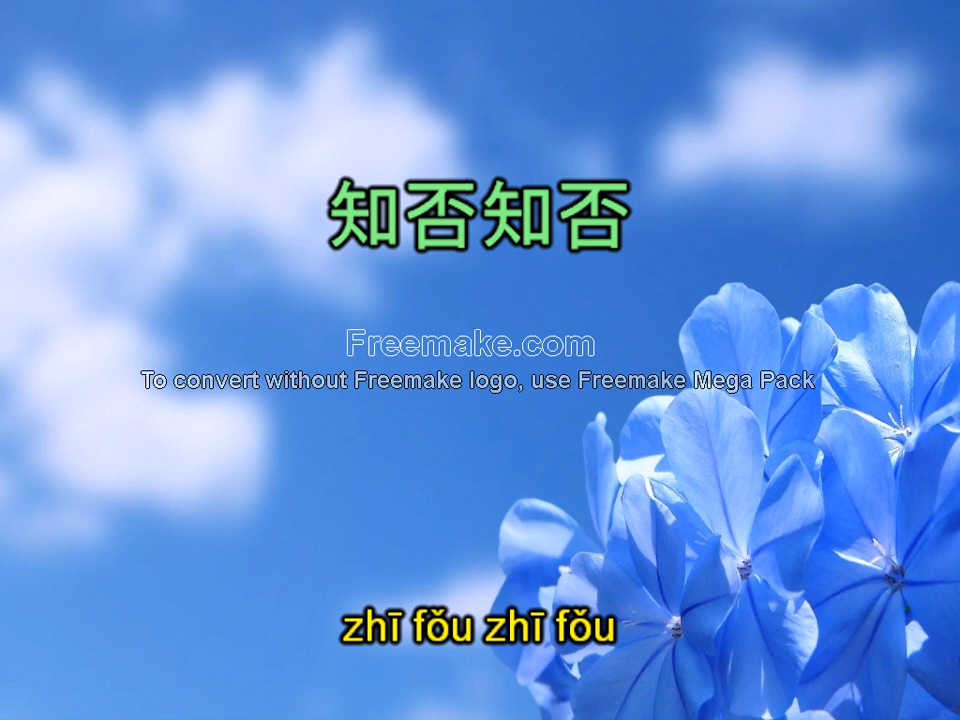 知否知否
Freemake.com
To convert without Freemake logo, use Freemake Mega Pack
zhī fǒu zhī fǒu